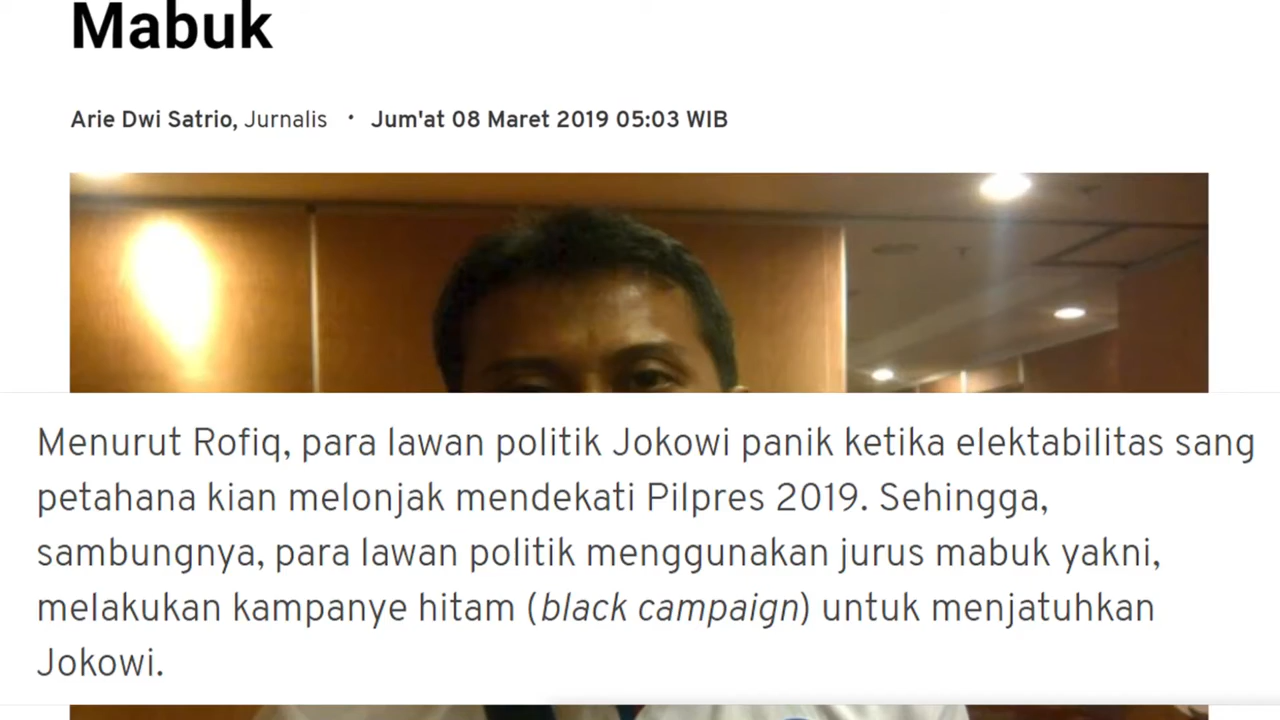 Mabuk
Arie Dwi Satrio, Jurnalis • Jum'at 08 Maret 2019 05:03 WIB
Menurut Rofiq, para lawan politik Jokowi panik ketika elektabilitas sang
petahana kian melonjak mendekati Pilpres 2019. Sehingga,
sambungnya, para lawan politik menggunakan jurus mabuk yakni,
melakukan kampanye hitam (black campaign) untuk menjatuhkan
Jokowi.